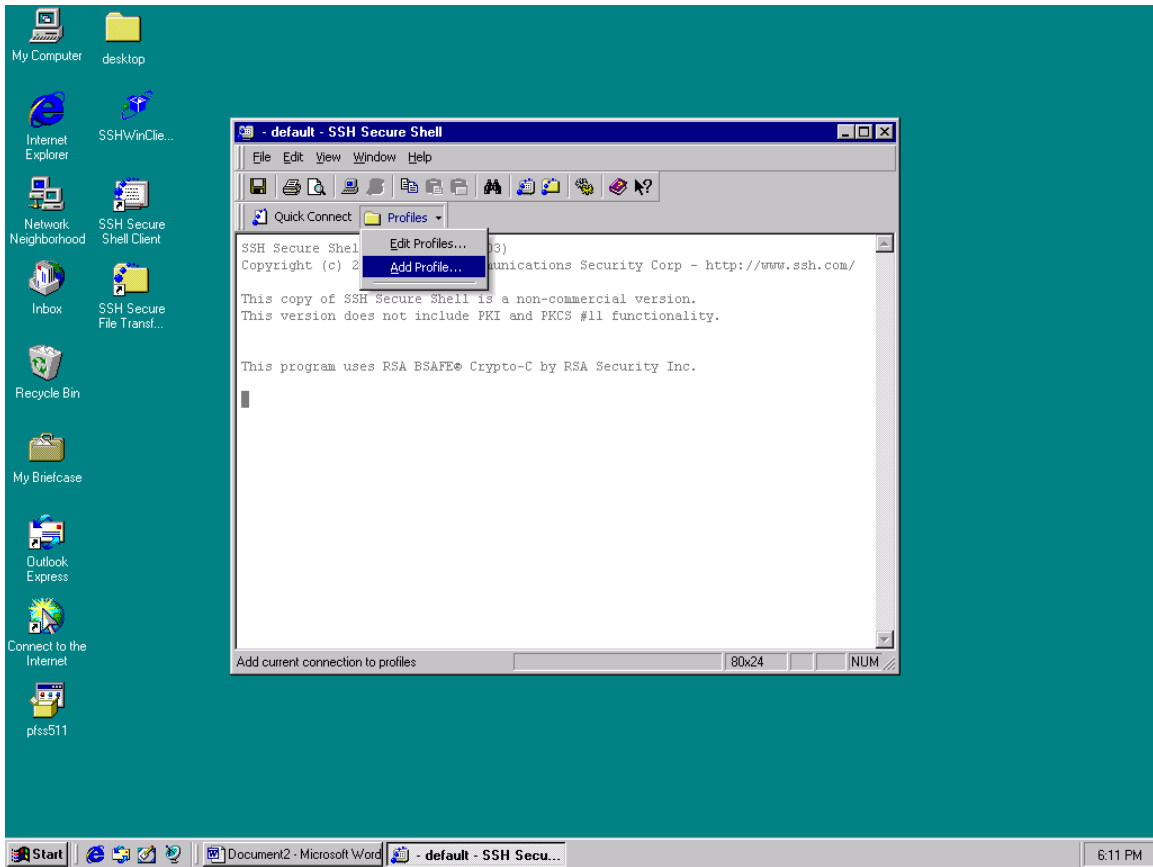 My Computer
desktop
Internet Explorer
SSHWinClie...
Network Neighborhood
SSH Secure Shell Client
Inbox
SSH Secure File Transf...
Recycle Bin
My Briefcase
Outlook Express
Connect to the Internet
pfss511
- default - SSH Secure Shell
File Edit View Window Help
Quick Connect Profiles
Edit Profiles...
Add Profile...
SSH Secure Shel 03)
Copyright (c) 2 munications Security Corp - http://www.ssh.com/
This copy of SSH Secure Shell is a non-commercial version.
This version does not include PKI and PKCS #11 functionality.
This program uses RSA BSAFE® Crypto-C by RSA Security Inc.
Add current connection to profiles 80x24 NUM
Start Document2 - Microsoft Word - default - SSH Secu... 6:11 PM